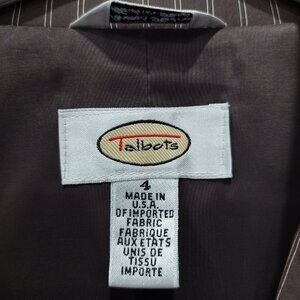 Talbots
4
MADE IN
U.S.A.
OF IMPORTED
FABRIC
FABRIQUE
AUX ETATS
UNIS DE
TISSU
IMPORTE